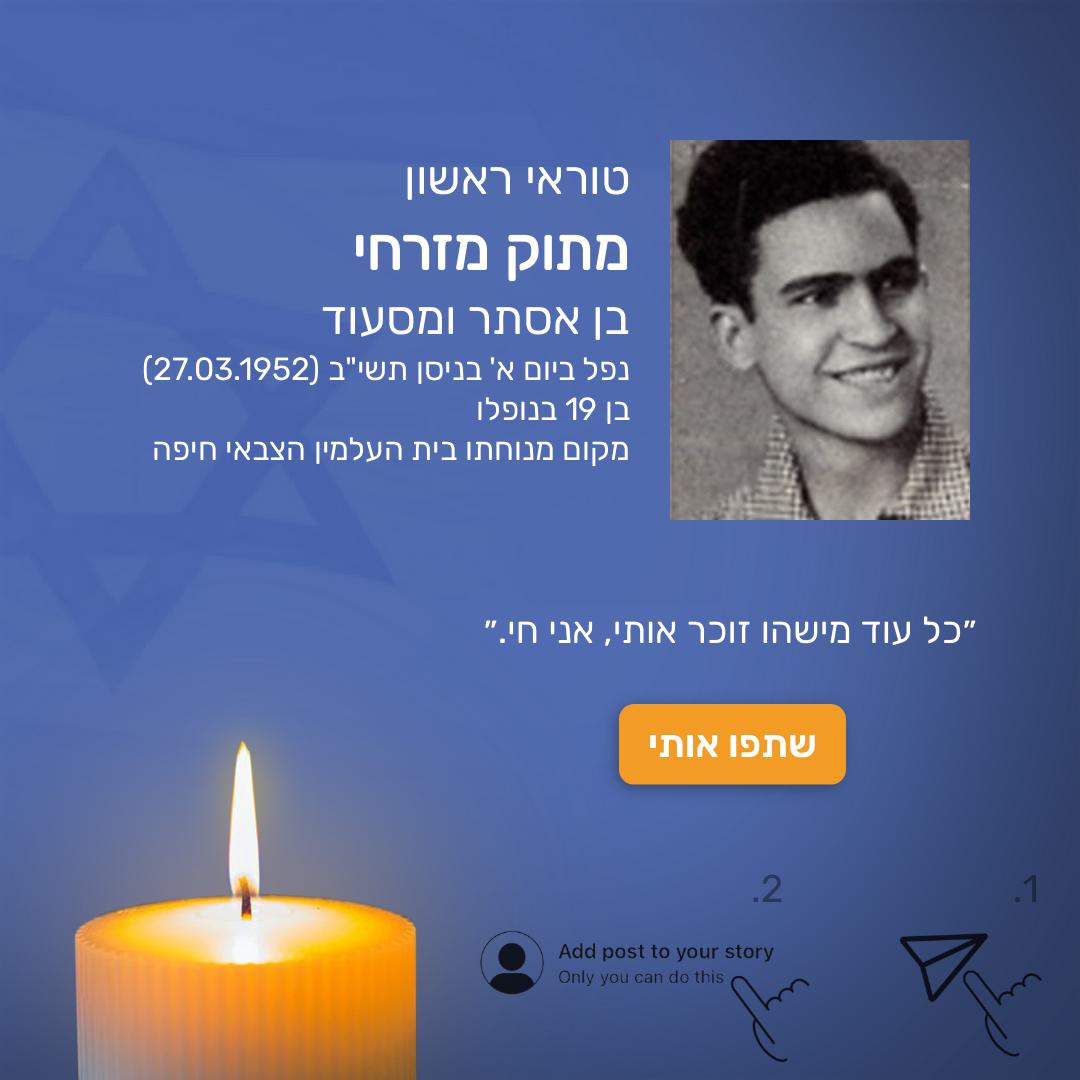 טוראי ראשון
מתוק מזרחי
בן אסתר ומסעוד
נפל ביום א' בניסן תשי"ב (27.03.1952)
בן 19 בנופלו
מקום מנוחתו בית העלמין הצבאי חיפה
״כל עוד מישהו זוכר אותי, אני חי.״
שתפו אותי
.1
.2
Add post to your story
Only you can do this